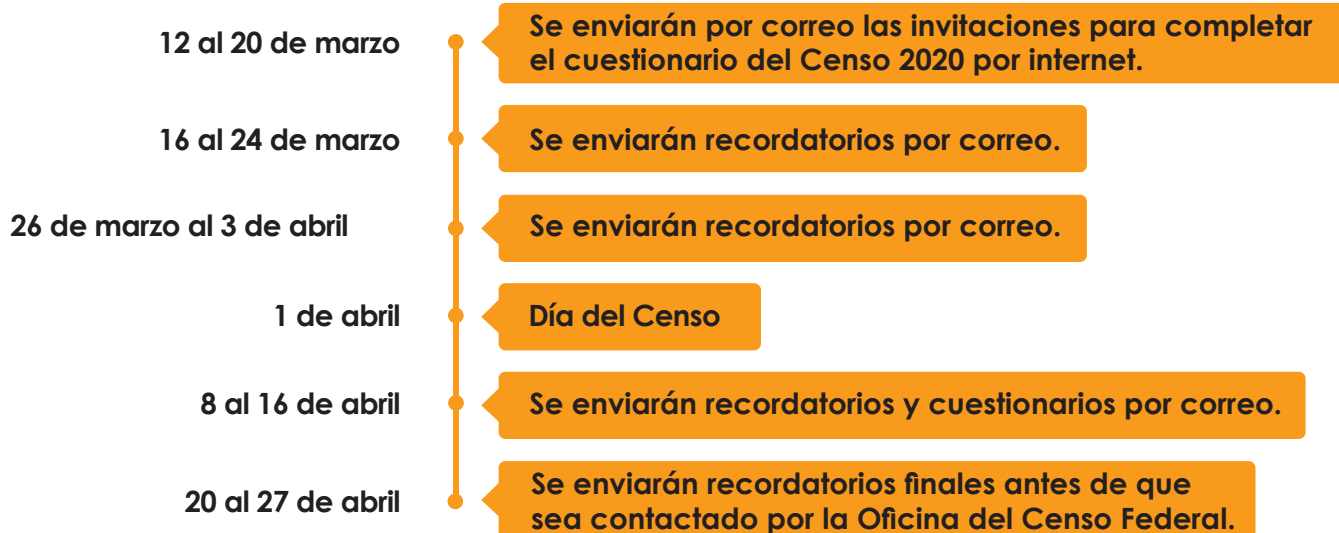 12 al 20 de marzo
Se enviarán por correo las invitaciones para completar
el cuestionario del Censo 2020 por internet.
16 al 24 de marzo
Se enviarán recordatorios por correo.
26 de marzo al 3 de abril
Se enviarán recordatorios por correo.
1 de abril
Día del Censo
8 al 16 de abril
Se enviarán recordatorios y cuestionarios por correo.
20 al 27 de abril
Se enviarán recordatorios finales antes de que
sea contactado por la Oficina del Censo Federal.